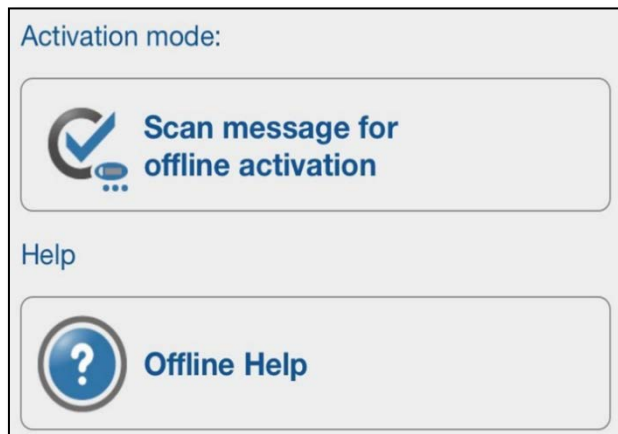 Activation mode:
Scan message for
offline activation
Help
Offline Help